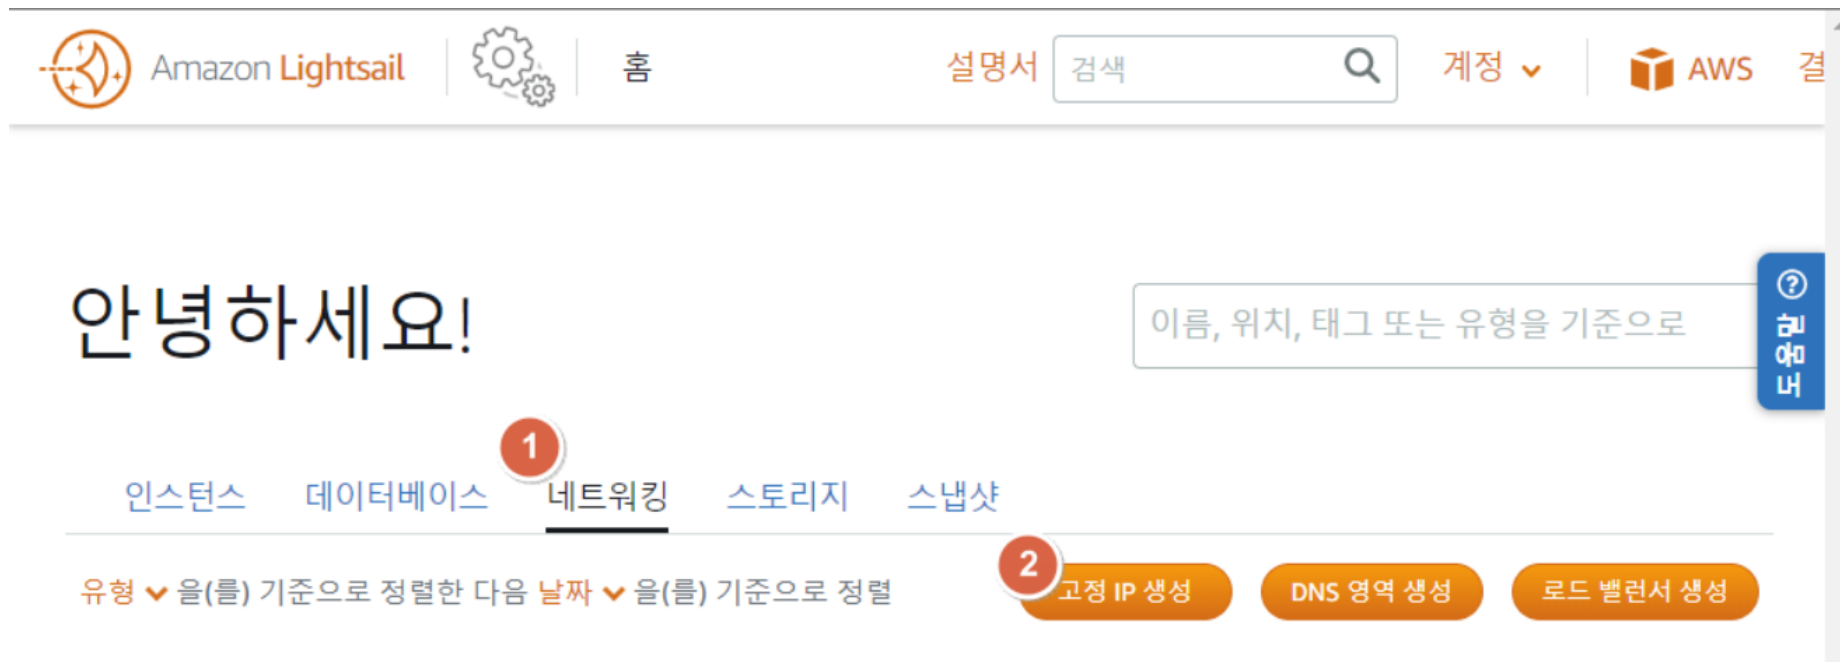 Amazon Lightsail 홈 설명서 검색 계정 AWS 결
안녕하세요!
이름, 위치, 태그 또는 유형을 기준으로
도움말
1
인스턴스 데이터베이스 네트워킹 스토리지 스냅샷
2
유형 을(를) 기준으로 정렬한 다음 날짜 을(를) 기준으로 정렬
고정 IP 생성 DNS 영역 생성 로드 밸런서 생성